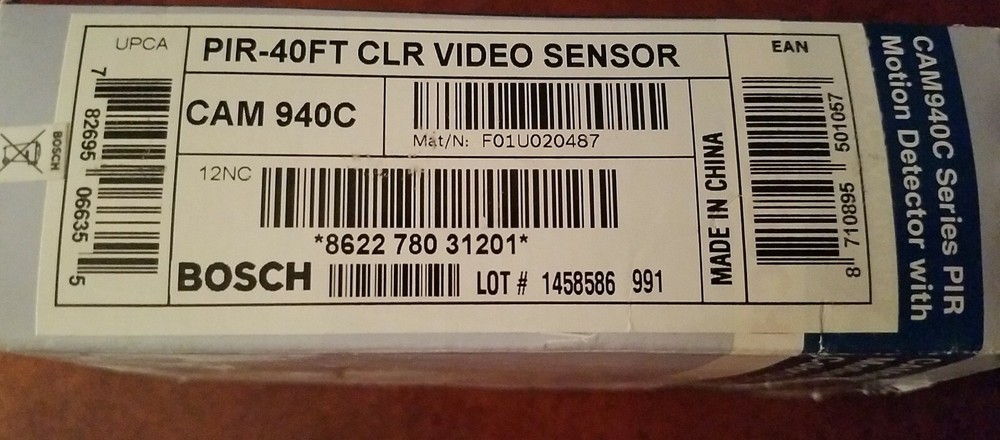 UPCA
7 82695 06635 5
PIR-40FT CLR VIDEO SENSOR
CAM 940C
Mat/N: F01U020487
12NC
*8622 780 31201*
BOSCH
LOT # 1458586 991
MADE IN CHINA
EAN
8 710895 501057
CAM940C Series PIR
Motion Detector with
BOSCH